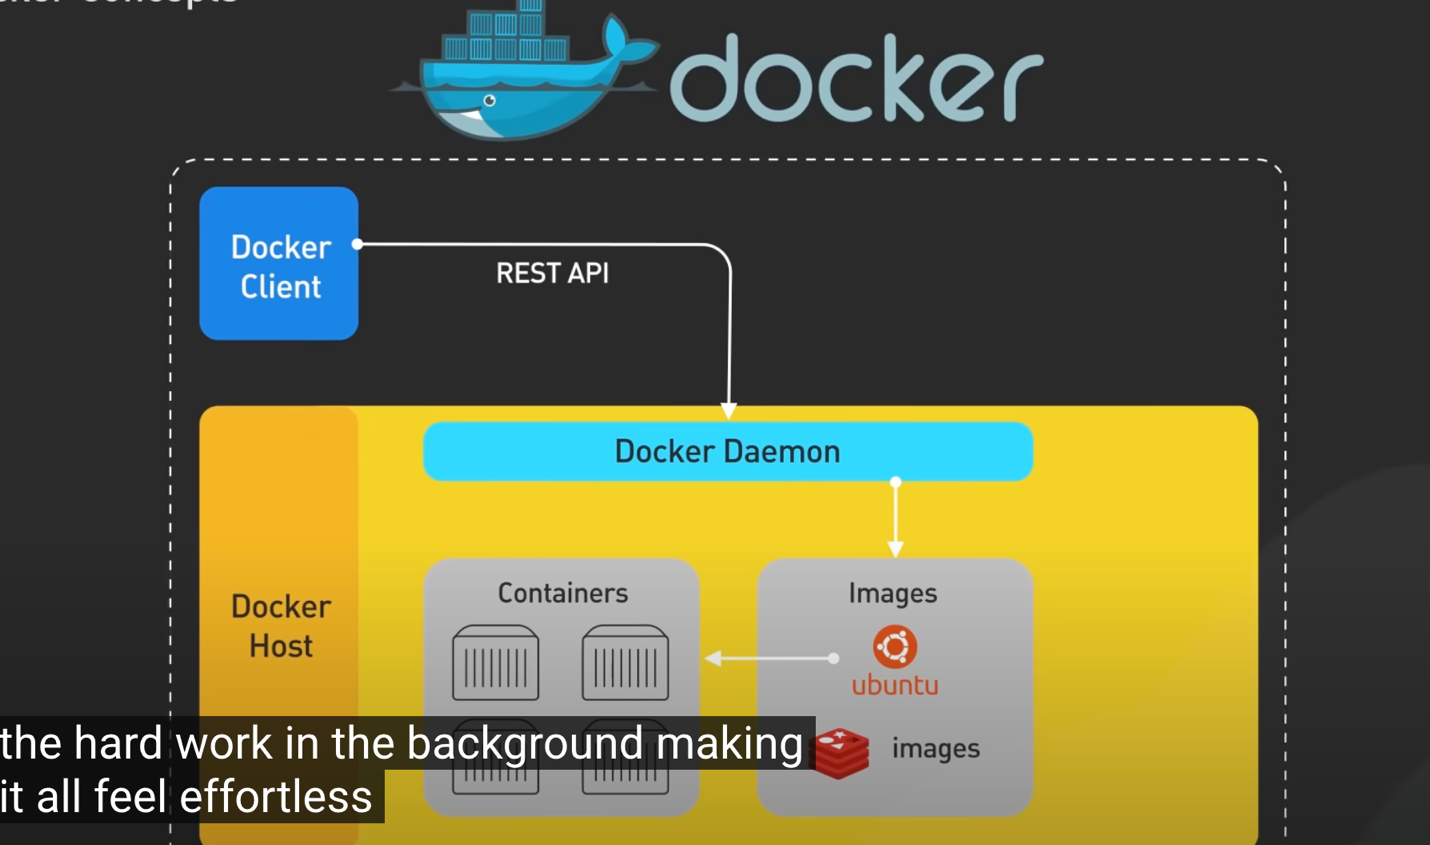 docker
Docker
Client
REST API
Docker Daemon
Docker
Host
Containers
Images
ubuntu
images
the hard work in the background making
it all feel effortless